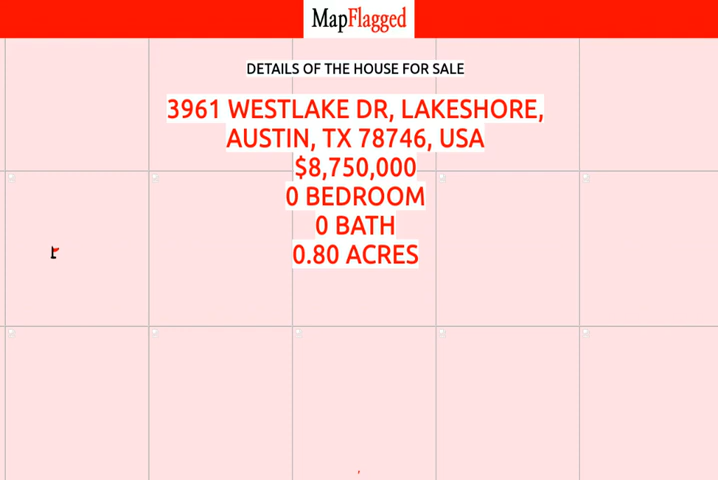 MapFlagged
DETAILS OF THE HOUSE FOR SALE
3961 WESTLAKE DR, LAKESHORE,
AUSTIN, TX 78746, USA
$8,750,000
0 BEDROOM
0 BATH
0.80 ACRES